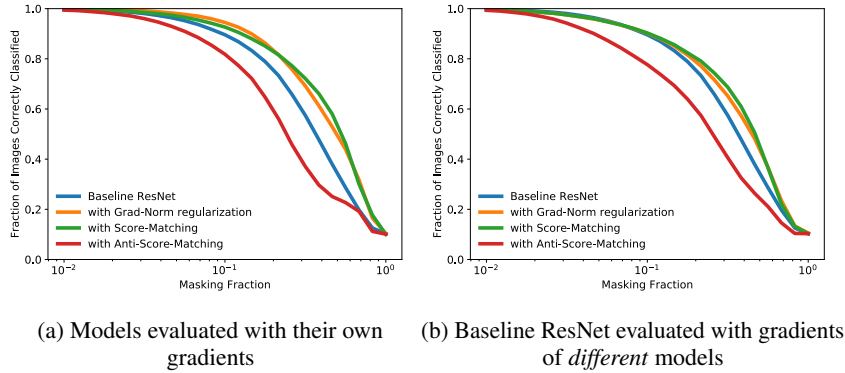 1.0
0.8
0.6
0.4
0.2
0.0
Fraction of Images Correctly Classified
Baseline ResNet
with Grad-Norm regularization
with Score-Matching
with Anti-Score-Matching
10⁻²
10⁻¹
10⁰
Masking Fraction
(a) Models evaluated with their own
gradients
1.0
0.8
0.6
0.4
0.2
0.0
Fraction of Images Correctly Classified
Baseline ResNet
with Grad-Norm regularization
with Score-Matching
with Anti-Score-Matching
10⁻²
10⁻¹
10⁰
Masking Fraction
(b) Baseline ResNet evaluated with gradients
of different models